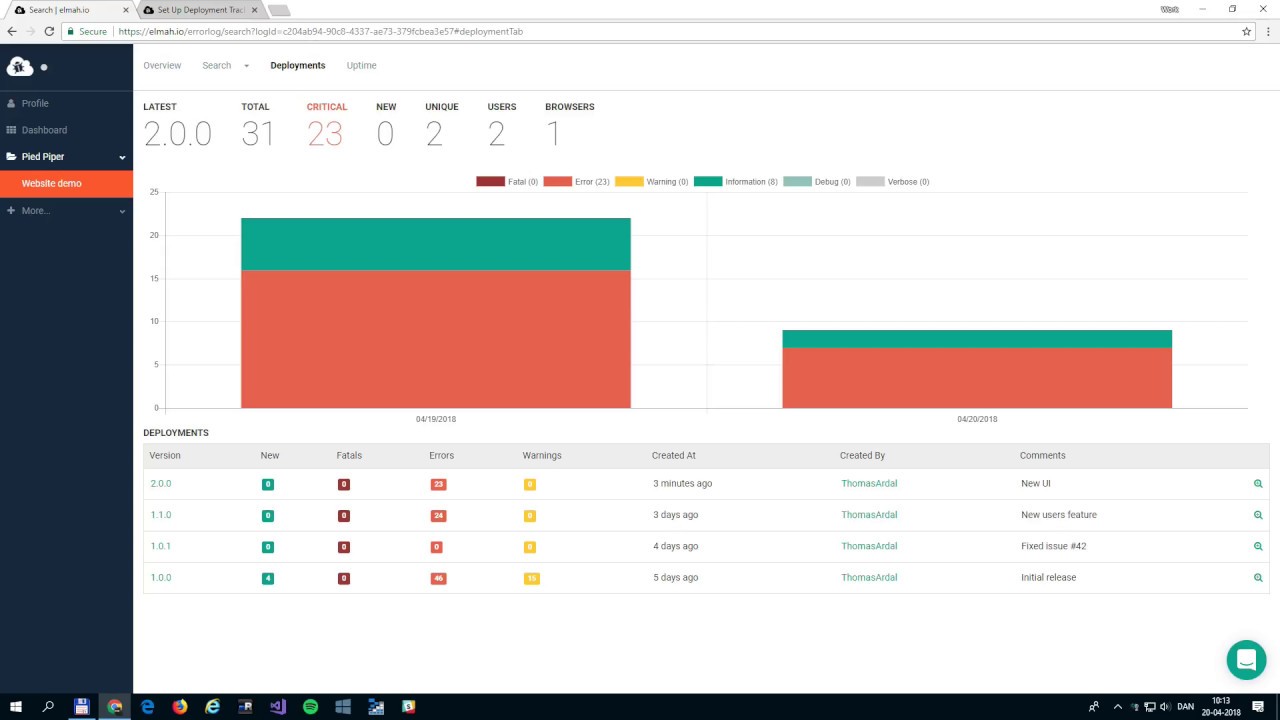 Search | elmah.io
Set Up Deployment Trac
Work
Secure https://elmah.io/errorlog/search?logId=c204ab94-90c8-4337-ae73-379fcbea3e57#deploymentTab
Overview Search Deployments Uptime
Profile
Dashboard
Pied Piper
Website demo
More...
LATEST TOTAL CRITICAL NEW UNIQUE USERS BROWSERS
2.0.0 31 23 0 2 2 1
Fatal (0) Error (23) Warning (0) Information (8) Debug (0) Verbose (0)
25
20
15
10
5
0
04/19/2018 04/20/2018
DEPLOYMENTS
Version New Fatals Errors Warnings Created At Created By Comments
2.0.0 0 0 23 0 3 minutes ago ThomasArdal New UI
1.1.0 0 0 24 0 3 days ago ThomasArdal New users feature
1.0.1 0 0 0 0 4 days ago ThomasArdal Fixed issue #42
1.0.0 4 0 46 15 5 days ago ThomasArdal Initial release
DAN
10:13
20-04-2018